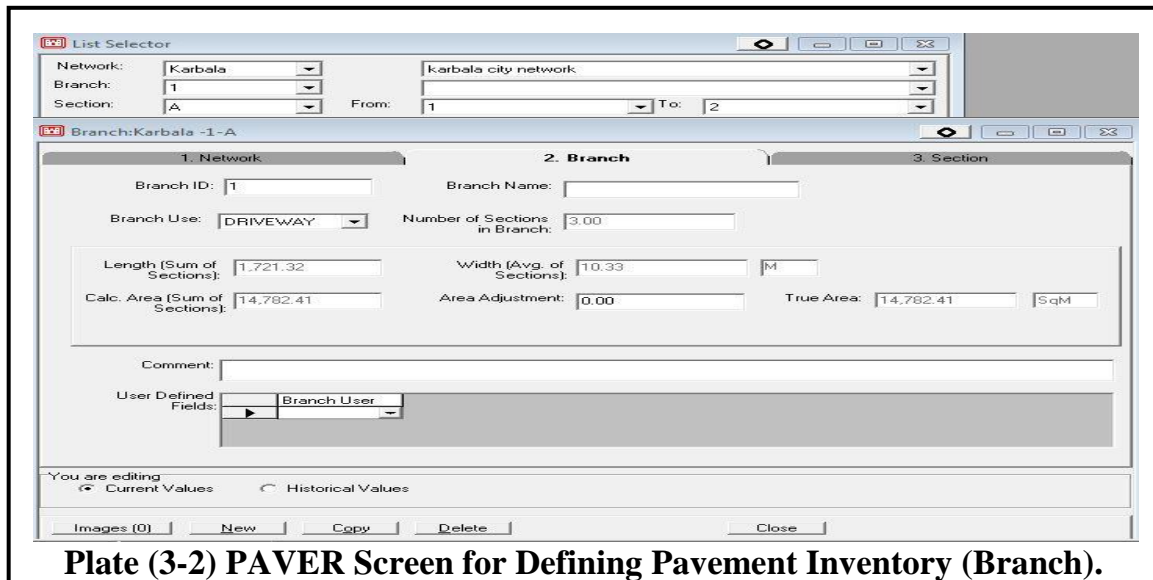 List Selector
Network: Karbala karbala city network
Branch: 1
Section: A From: 1 To: 2
Branch:Karbala -1-A
1. Network 2. Branch 3. Section
Branch ID: 1 Branch Name:
Branch Use: DRIVEWAY Number of Sections in Branch: 3.00
Length (Sum of Sections): 1,721.32 Width (Avg. of Sections): 10.33 M
Calc. Area (Sum of Sections): 14,782.41 Area Adjustment: 0.00 True Area: 14,782.41 SqM
Comment:
User Defined Fields: Branch User
You are editing
Current Values Historical Values
Images (0) New Copy Delete Close
Plate (3-2) PAVER Screen for Defining Pavement Inventory (Branch).